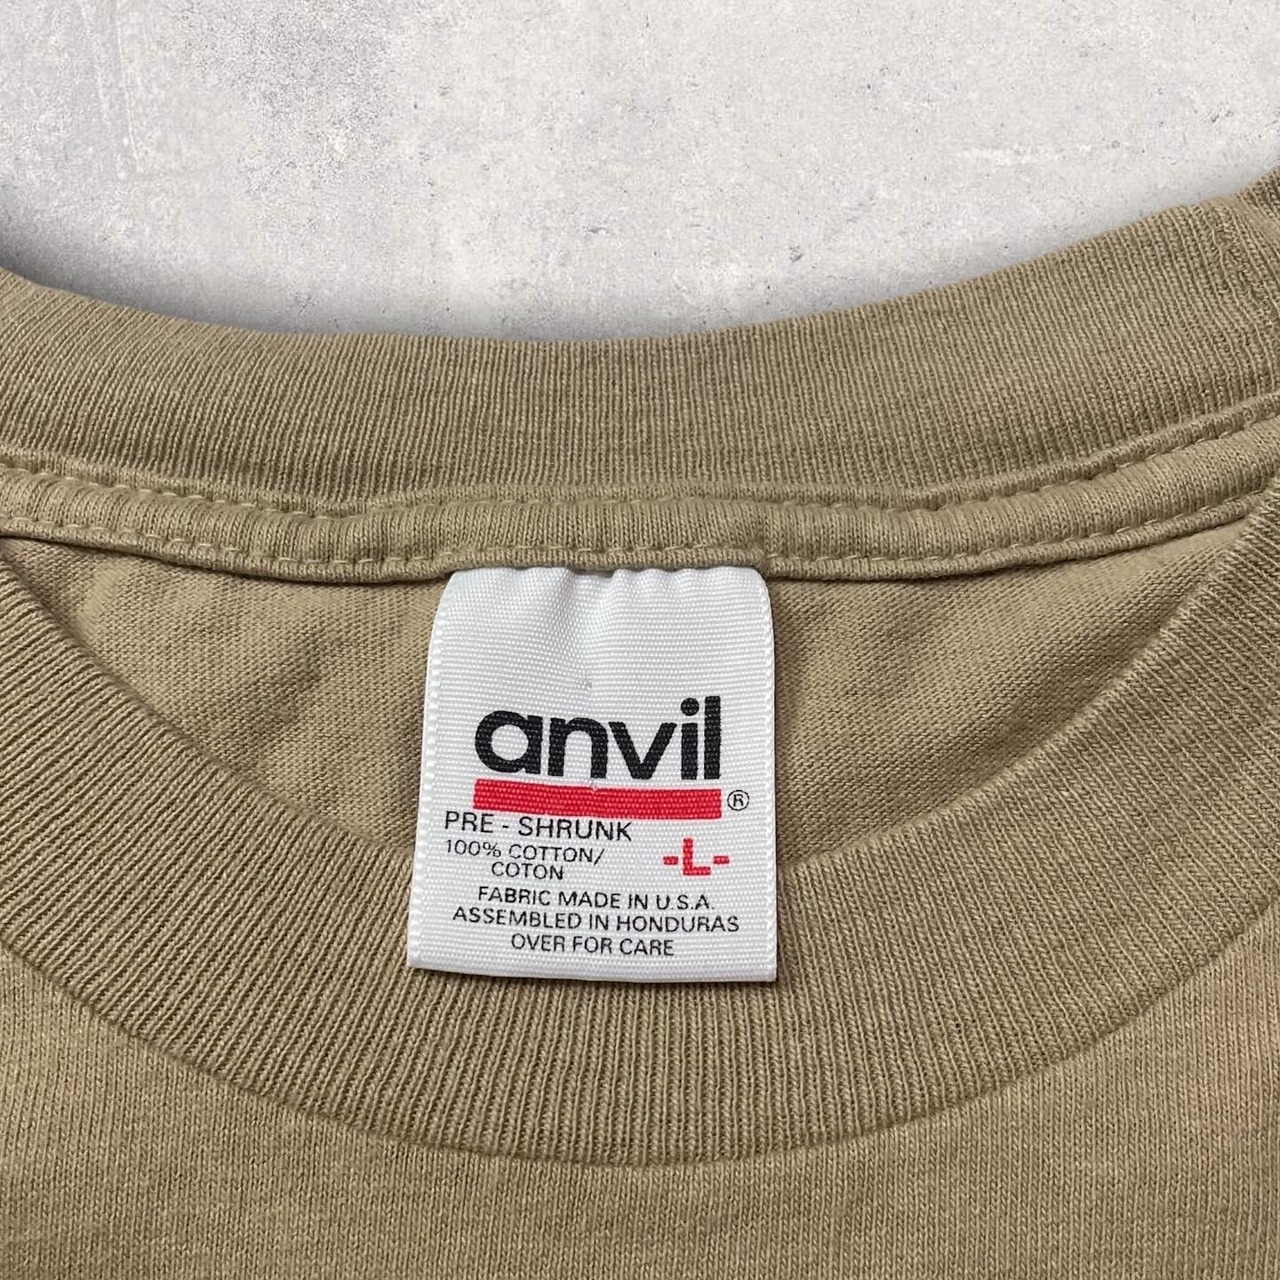 anvil
®
PRE - SHRUNK
100% COTTON/
COTON
-L-
FABRIC MADE IN U.S.A.
ASSEMBLED IN HONDURAS
OVER FOR CARE